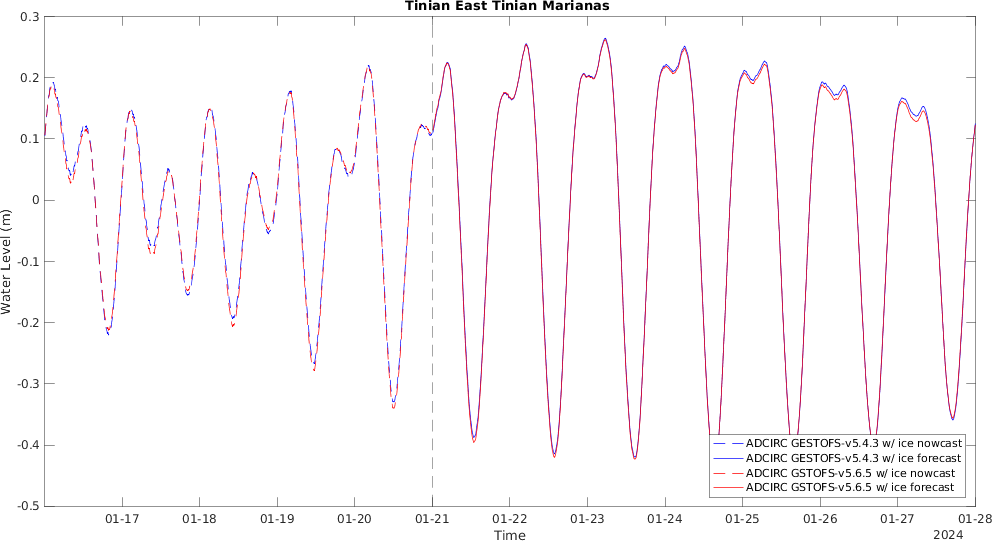 Tinian East Tinian Marianas
0.3
0.2
0.1
0
-0.1
-0.2
-0.3
-0.4
-0.5
Water Level (m)
ADCIRC GESTOFS-v5.4.3 w/ ice nowcast
ADCIRC GESTOFS-v5.4.3 w/ ice forecast
ADCIRC GSTOFS-v5.6.5 w/ ice nowcast
ADCIRC GSTOFS-v5.6.5 w/ ice forecast
01-17 01-18 01-19 01-20 01-21 01-22 01-23 01-24 01-25 01-26 01-27 01-28
Time
2024